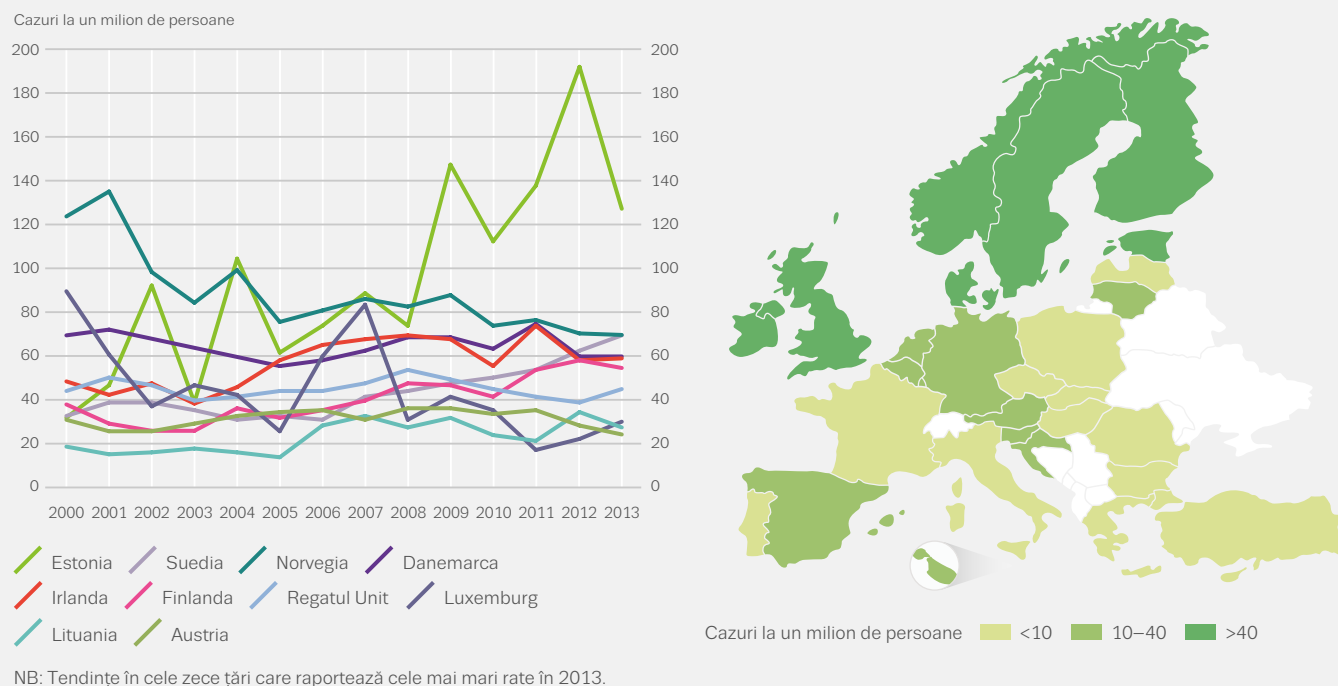 Cazuri la un milion de persoane
200 200
180 180
160 160
140 140
120 120
100 100
80 80
60 60
40 40
20 20
0 0
2000 2001 2002 2003 2004 2005 2006 2007 2008 2009 2010 2011 2012 2013
Estonia Suedia Norvegia Danemarca
Irlanda Finlanda Regatul Unit Luxemburg
Lituania Austria
NB: Tendințe în cele zece țări care raportează cele mai mari rate în 2013.
Cazuri la un milion de persoane <10 10–40 >40